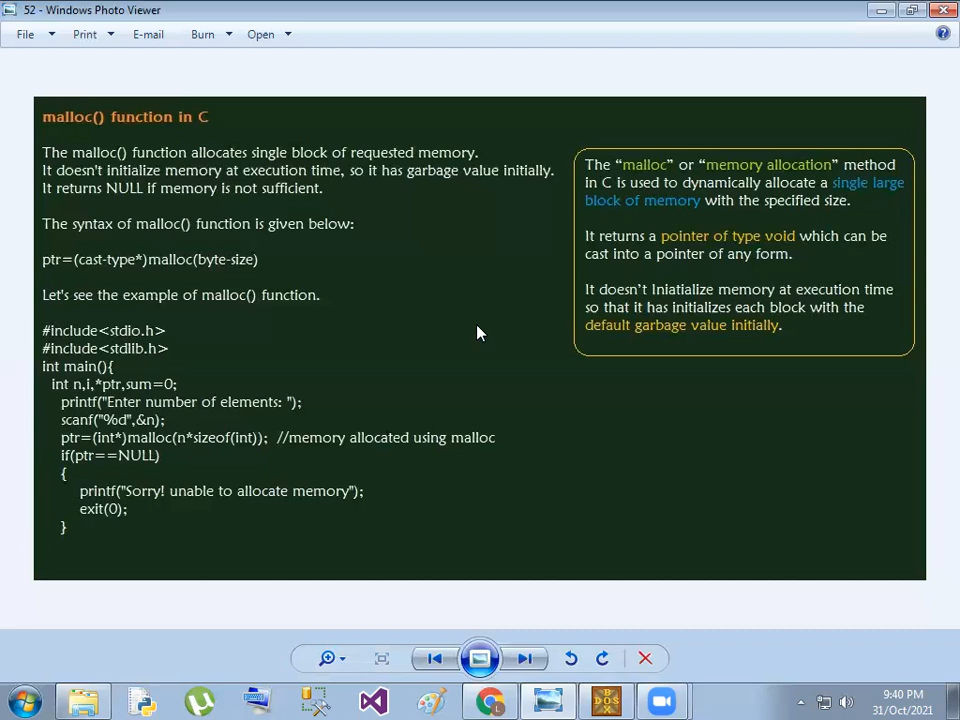 52 - Windows Photo Viewer
File Print E-mail Burn Open
malloc() function in C
The malloc() function allocates single block of requested memory.
It doesn't initialize memory at execution time, so it has garbage value initially.
It returns NULL if memory is not sufficient.
The syntax of malloc() function is given below:
ptr=(cast-type*)malloc(byte-size)
Let's see the example of malloc() function.
#include<stdio.h>
#include<stdlib.h>
int main(){
int n,i,*ptr,sum=0;
printf("Enter number of elements: ");
scanf("%d",&n);
ptr=(int*)malloc(n*sizeof(int)); //memory allocated using malloc
if(ptr==NULL)
{
printf("Sorry! unable to allocate memory");
exit(0);
}
The “malloc” or “memory allocation” method
in C is used to dynamically allocate a single large
block of memory with the specified size.
It returns a pointer of type void which can be
cast into a pointer of any form.
It doesn’t Iniatialize memory at execution time
so that it has initializes each block with the
default garbage value initially.
9:40 PM
31/Oct/2021